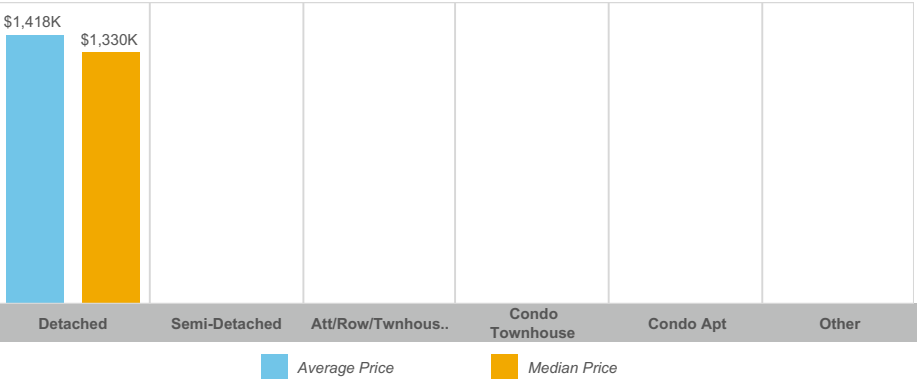 $1,418K
$1,330K
Detached
Semi-Detached
Att/Row/Twnhous..
Condo
Townhouse
Condo Apt
Other
Average Price
Median Price